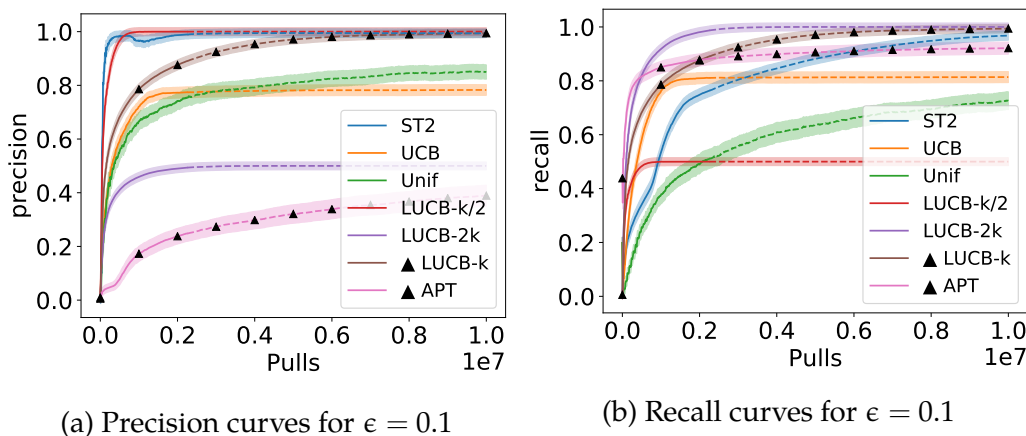 precision
1.0
0.8
0.6
0.4
0.2
0.0
ST2
UCB
Unif
LUCB-k/2
LUCB-2k
▲ LUCB-k
▲ APT
0.0 0.2 0.4 0.6 0.8 1.0
Pulls 1e7
(a) Precision curves for ϵ = 0.1
recall
1.0
0.8
0.6
0.4
0.2
0.0
ST2
UCB
Unif
LUCB-k/2
LUCB-2k
▲ LUCB-k
▲ APT
0.0 0.2 0.4 0.6 0.8 1.0
Pulls 1e7
(b) Recall curves for ϵ = 0.1